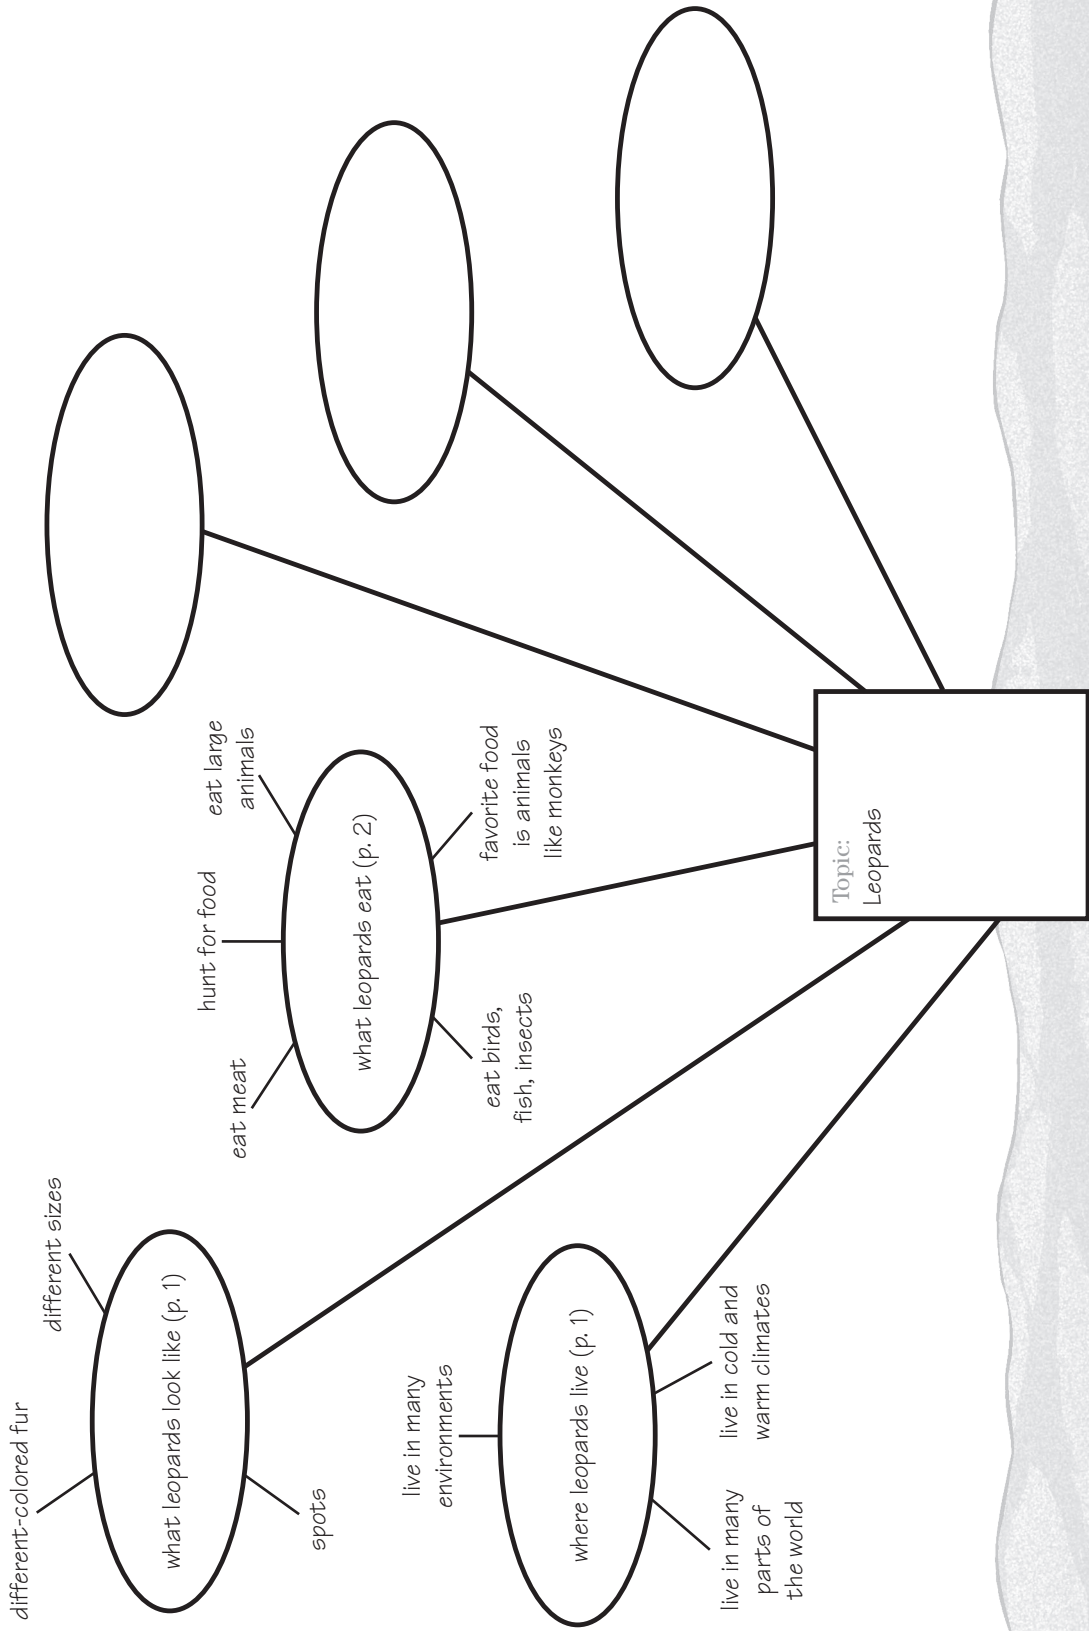 different-colored fur
different sizes
what leopards look like (p. 1)
spots
live in many
environments
where leopards live (p. 1)
live in many
parts of
the world
live in cold and
warm climates
eat meat
hunt for food
eat large
animals
what leopards eat (p. 2)
eat birds,
fish, insects
favorite food
is animals
like monkeys
Topic:
Leopards